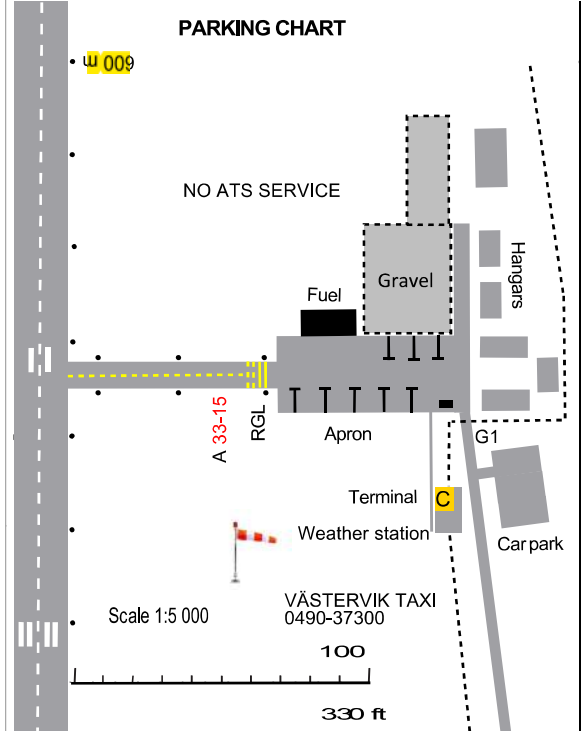 PARKING CHART
600 m
NO ATS SERVICE
Gravel
Hangars
Fuel
A 33-15
RGL
Apron
G1
Terminal
C
Weather station
Car park
Scale 1:5 000
VÄSTERVIK TAXI
0490-37300
100
330 ft